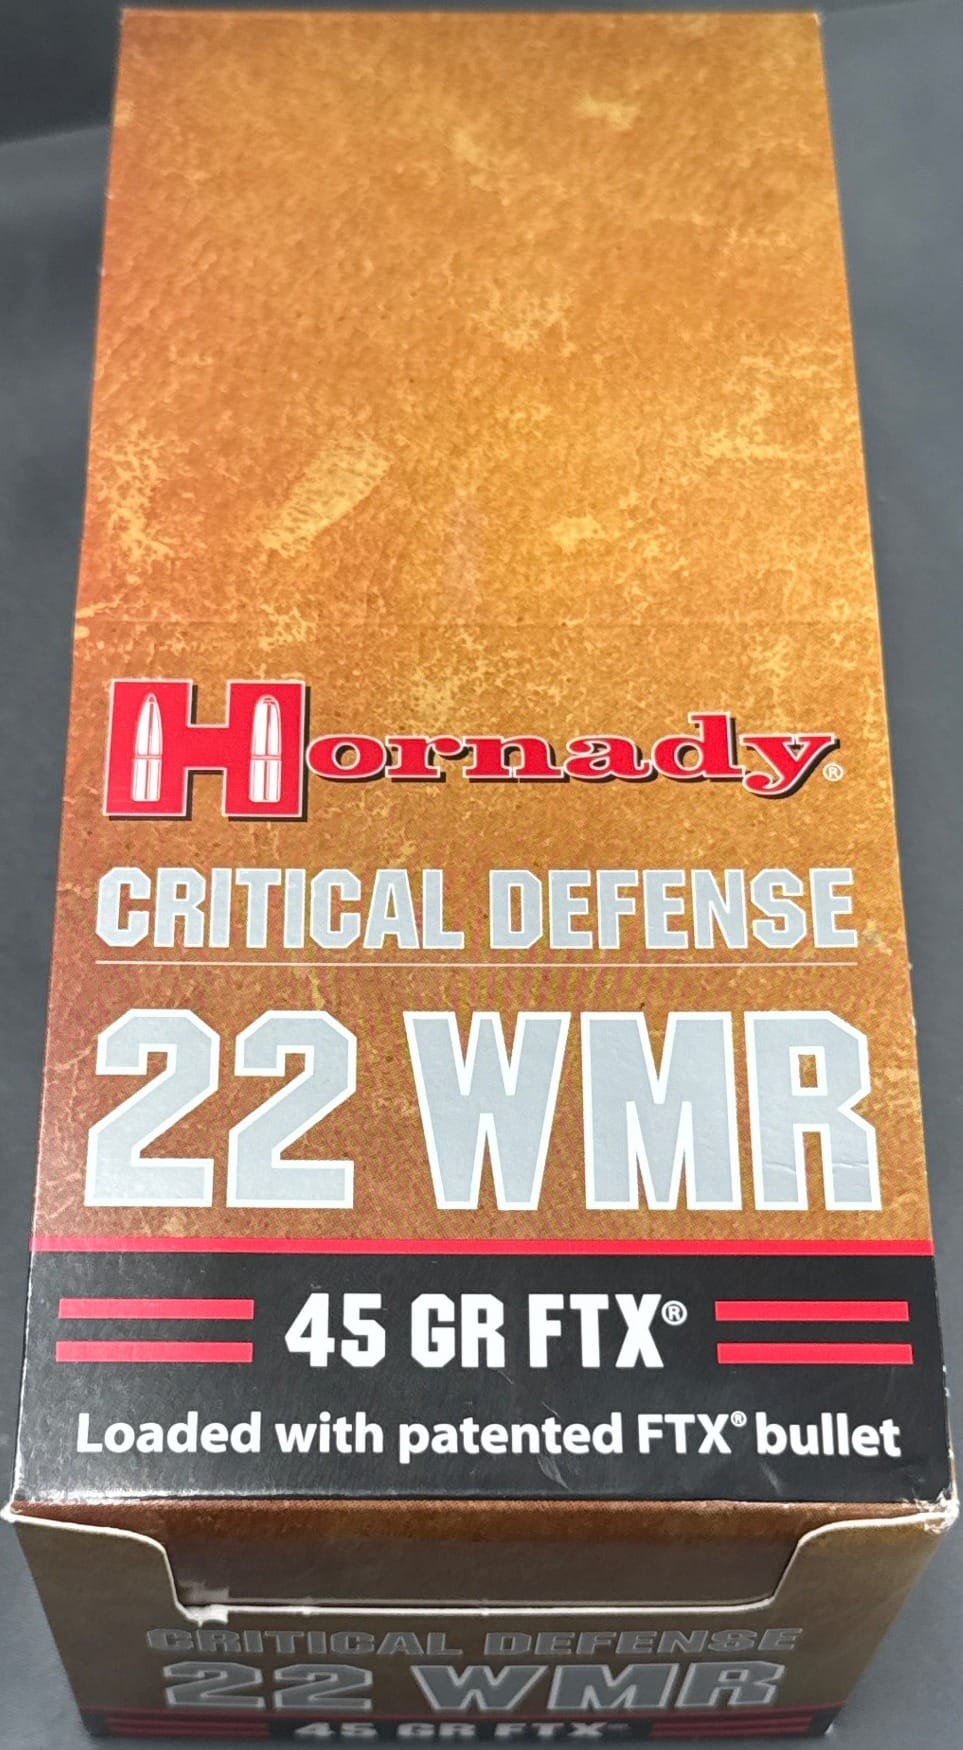 Hornady®
CRITICAL DEFENSE
22 WMR
45 GR FTX®
Loaded with patented FTX® bullet
CRITICAL DEFENSE
22 WMR
45 GR FTX®